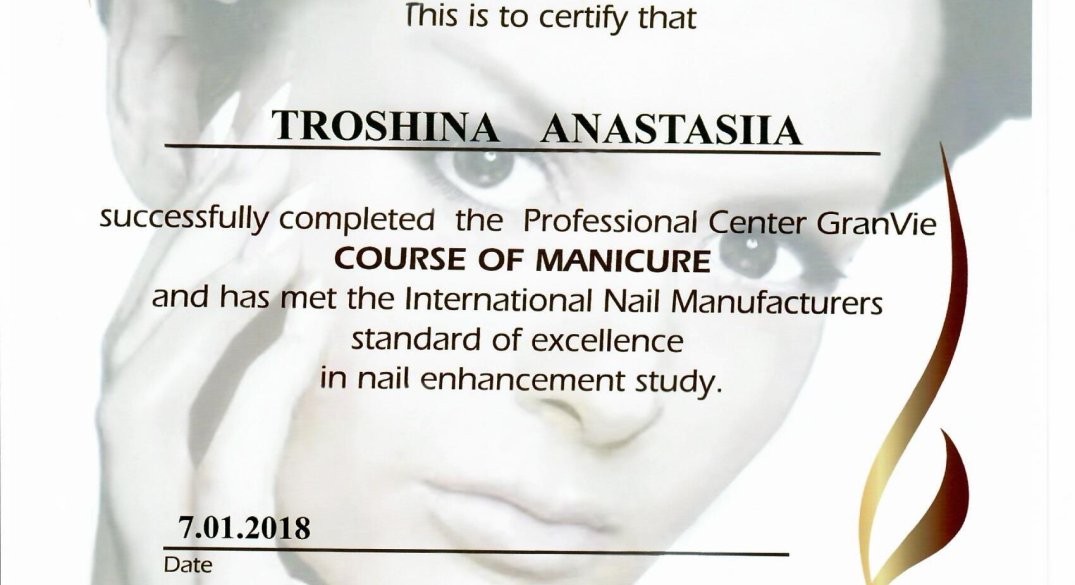 This is to certify that
TROSHINA ANASTASIIA
successfully completed the Professional Center GranVie
COURSE OF MANICURE
and has met the International Nail Manufacturers
standard of excellence
in nail enhancement study.
7.01.2018
Date